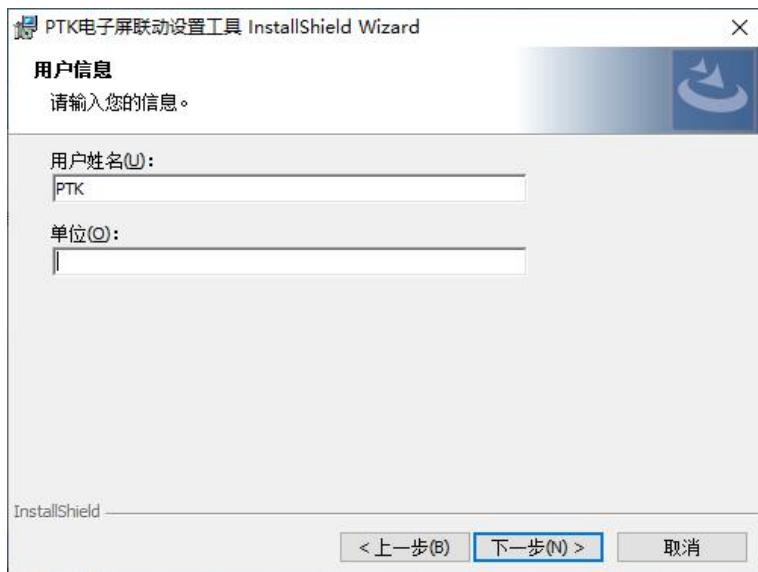 PTK电子屏联动设置工具 InstallShield Wizard
用户信息
请输入您的信息。
用户姓名(U):
PTK
单位(O):
InstallShield
< 上一步(B) 下一步(N) > 取消